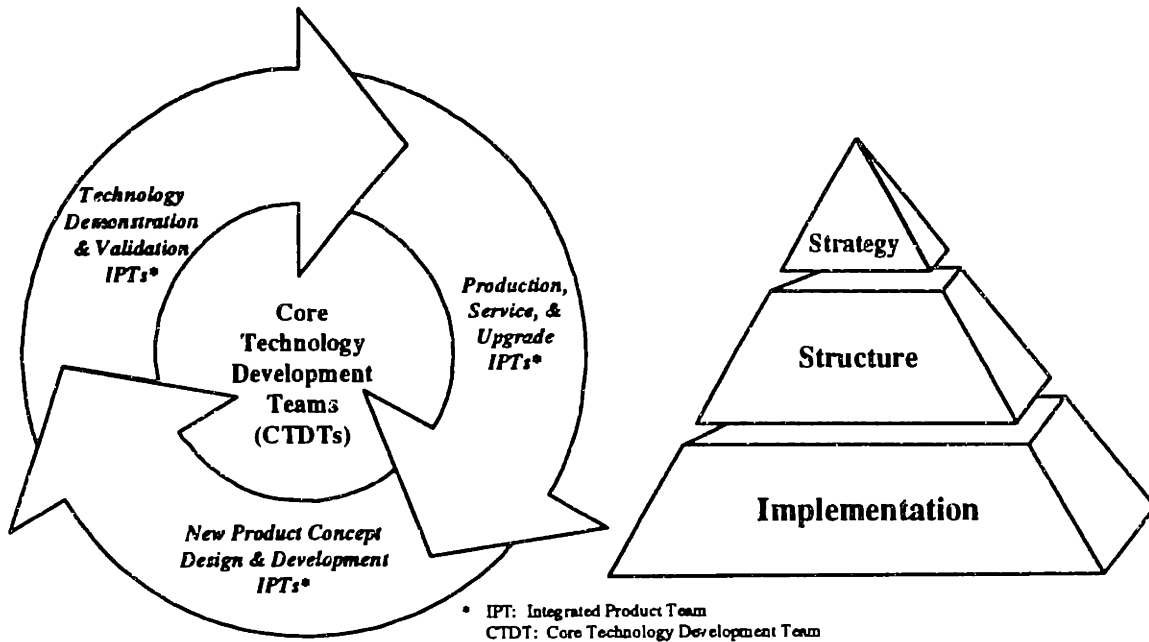 Technology
Demonstration
& Validation
IPTs*
Core
Technology
Development
Teams
(CTDTs)
Production,
Service, &
Upgrade
IPTs*
New Product Concept
Design & Development
IPTs*
Strategy
Structure
Implementation
* IPT: Integrated Product Team
CTDT: Core Technology Development Team